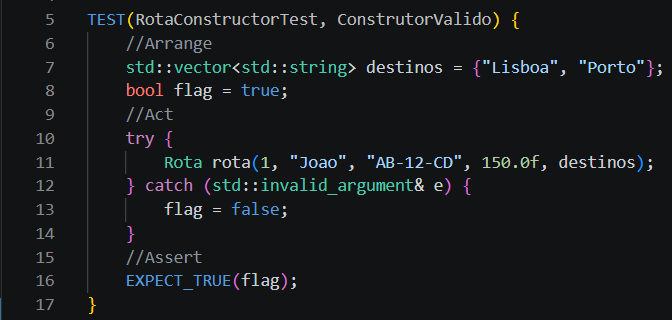 5 TEST(RotaConstructorTest, ConstrutorValido) {
6     //Arrange
7     std::vector<std::string> destinos = {"Lisboa", "Porto"};
8     bool flag = true;
9     //Act
10     try {
11         Rota rota(1, "Joao", "AB-12-CD", 150.0f, destinos);
12     } catch (std::invalid_argument& e) {
13         flag = false;
14     }
15     //Assert
16     EXPECT_TRUE(flag);
17 }